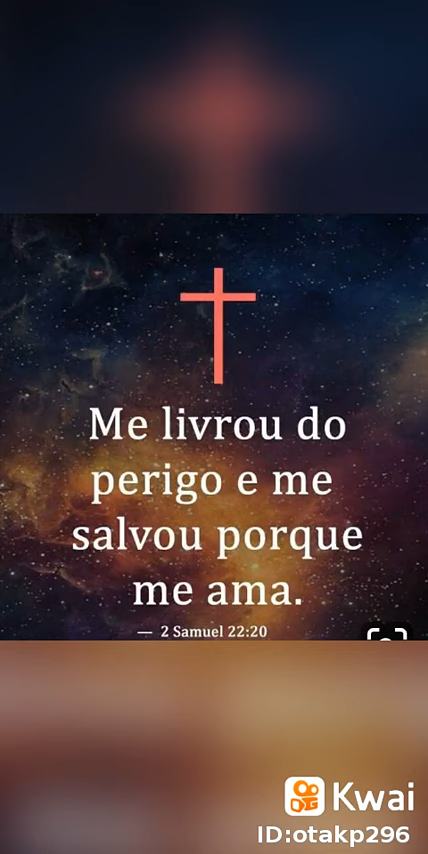 Me livrou do
perigo e me
salvou porque
me ama.
— 2 Samuel 22:20
Kwai
ID:otakp296